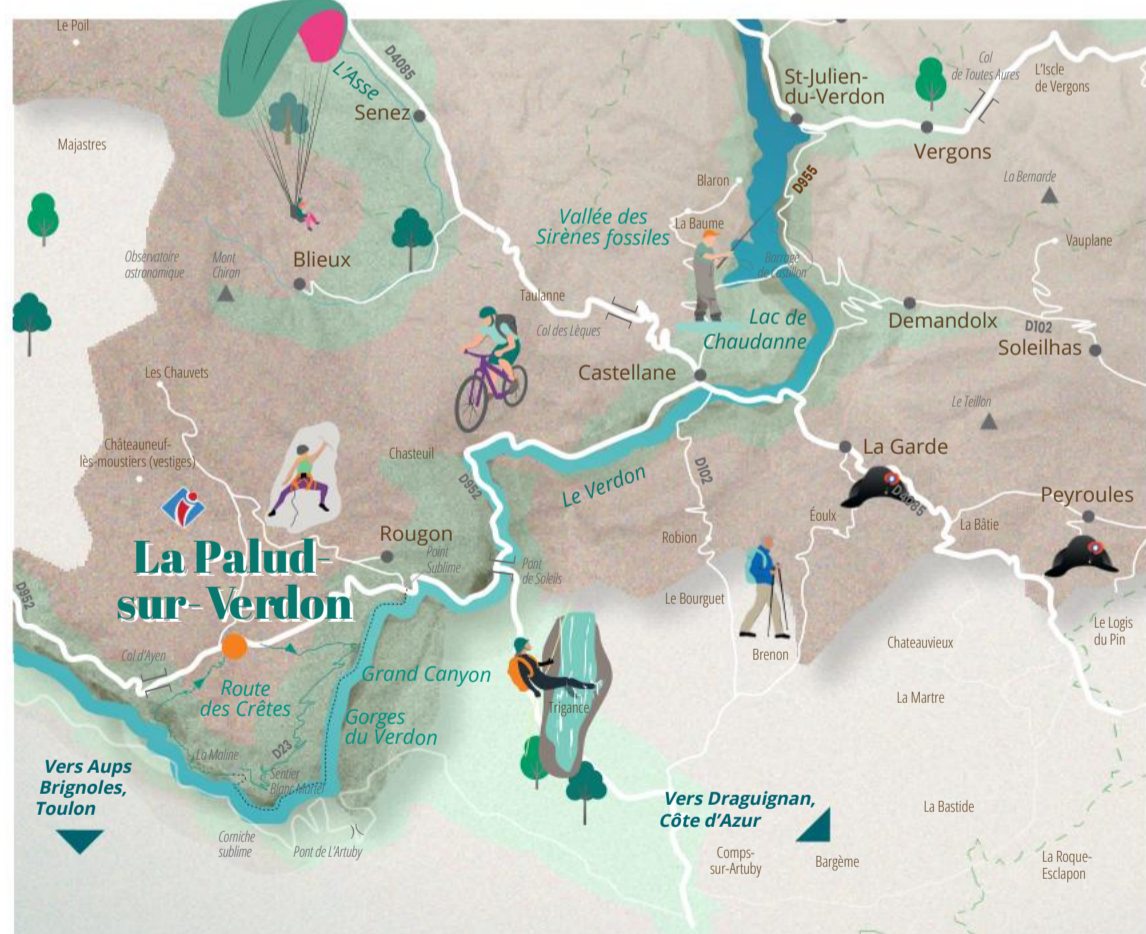 Le Poil
D4085
L'Asse
Senez
Majastres
St-Julien-
du-Verdon
Col
de Toutes Aures
L'Iscle
de Vergons
Vergons
D955
La Bernarde
Blaron
La Baume
Vallée des
Sirènes fossiles
Vauplane
Observatoire
astronomique
Mont
Chiran
Blieux
Barrage
de Castillon
Taulanne
Col des Lèques
Lac de
Chaudanne
Demandolx
D102
Soleilhas
Les Chauvets
Castellane
Le Teillon
Châteauneuf-
lès-moustiers (vestiges)
Chasteuil
La Garde
D952
Le Verdon
D102
D4085
Peyroules
La Palud-
sur-Verdon
Rougon
Point
Sublime
Pont
de Soleils
Robion
Éoulx
La Bâtie
D952
Le Bourguet
Brenon
Chateauvieux
Le Logis
du Pin
Col d'Ayen
Route
des Crêtes
Grand Canyon
Gorges
du Verdon
Trigance
La Martre
La Maline
D23
Sentier
Blanc-Martel
Vers Aups
Brignoles,
Toulon
Corniche
sublime
Pont de L'Artuby
Vers Draguignan,
Côte d'Azur
La Bastide
Comps-
sur-Artuby
Bargème
La Roque-
Esclapon